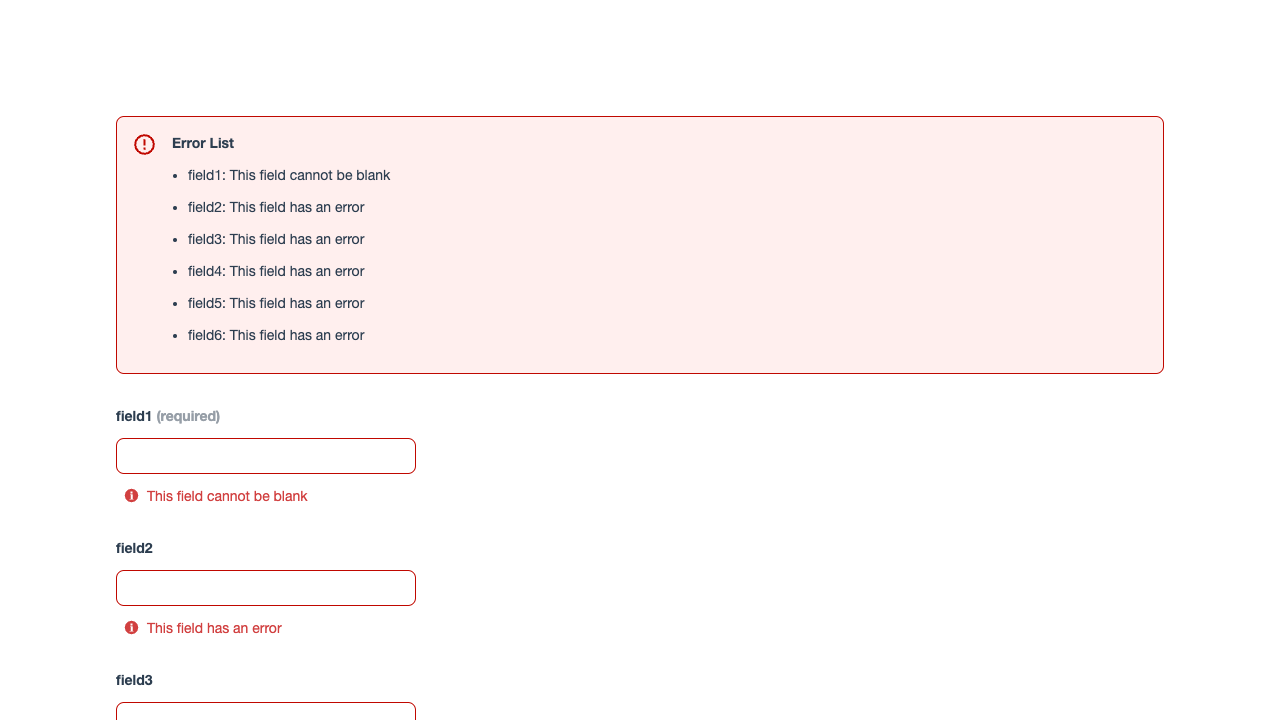 Error List
• field1: This field cannot be blank
• field2: This field has an error
• field3: This field has an error
• field4: This field has an error
• field5: This field has an error
• field6: This field has an error
field1 (required)
This field cannot be blank
field2
This field has an error
field3